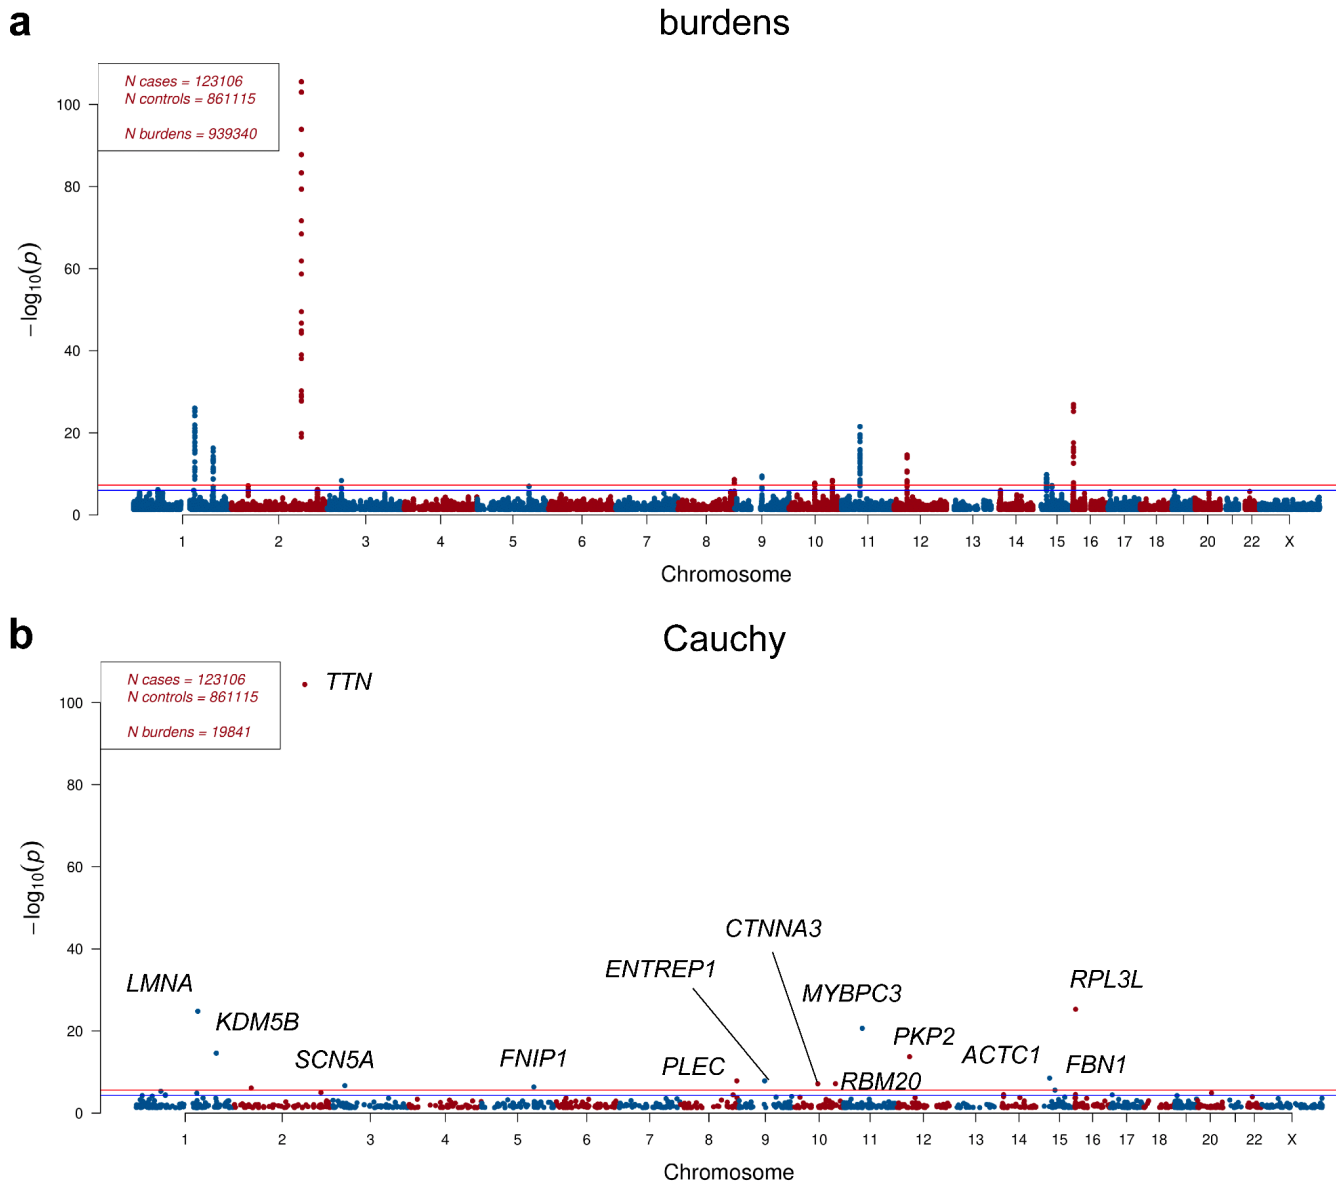 a
burdens
N cases = 123106
N controls = 861115
N burdens = 939340
100
80
60
40
20
0
−log10(p)
1 2 3 4 5 6 7 8 9 10 11 12 13 14 15 16 17 18 20 22 X
Chromosome
b
Cauchy
N cases = 123106
N controls = 861115
N burdens = 19841
TTN
100
80
60
40
20
0
−log10(p)
CTNNA3
ENTREP1
LMNA
MYBPC3
RPL3L
KDM5B
PKP2
SCN5A
FNIP1
PLEC
RBM20
ACTC1
FBN1
1 2 3 4 5 6 7 8 9 10 11 12 13 14 15 16 17 18 20 22 X
Chromosome